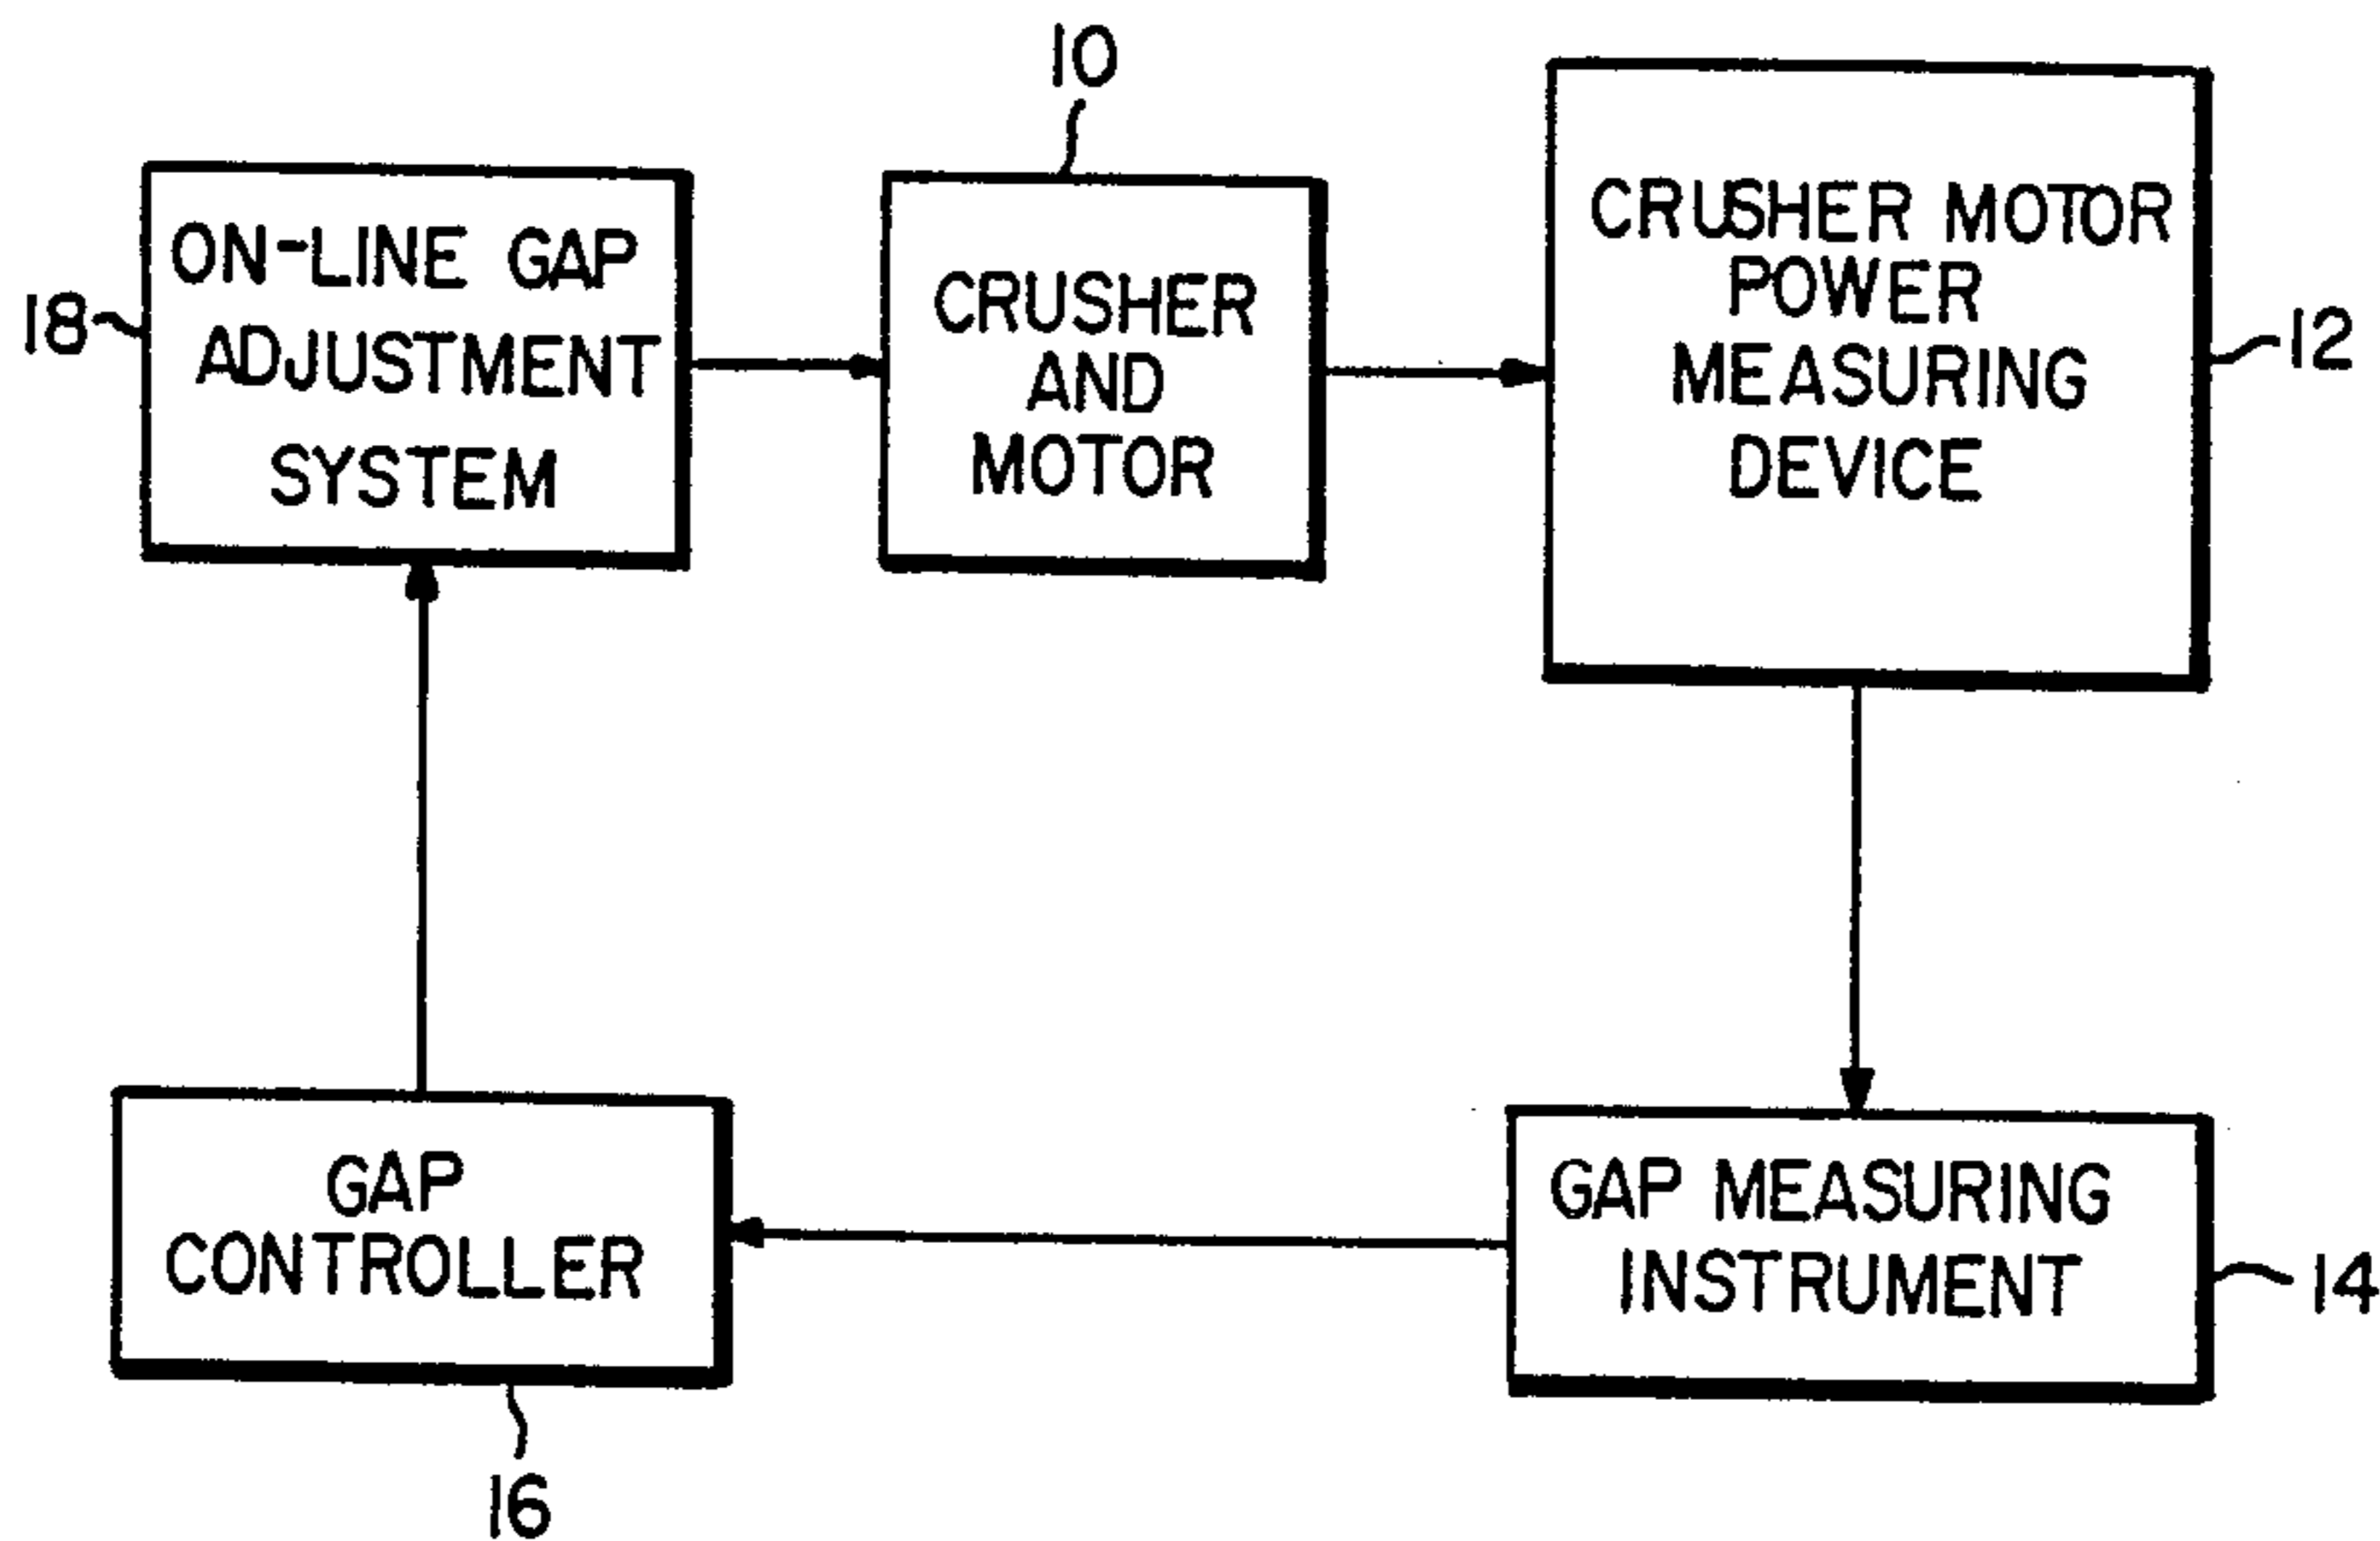 10
ON-LINE GAP
ADJUSTMENT
SYSTEM
18
CRUSHER
AND
MOTOR
CRUSHER MOTOR
POWER
MEASURING
DEVICE
12
GAP
CONTROLLER
16
GAP MEASURING
INSTRUMENT
14